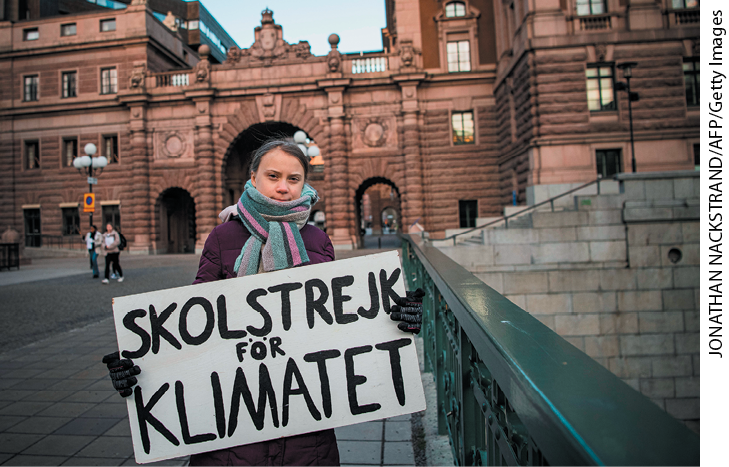 SKOLSTREJK
FÖR
KLIMATET
JONATHAN NACKSTRAND/AFP/Getty Images